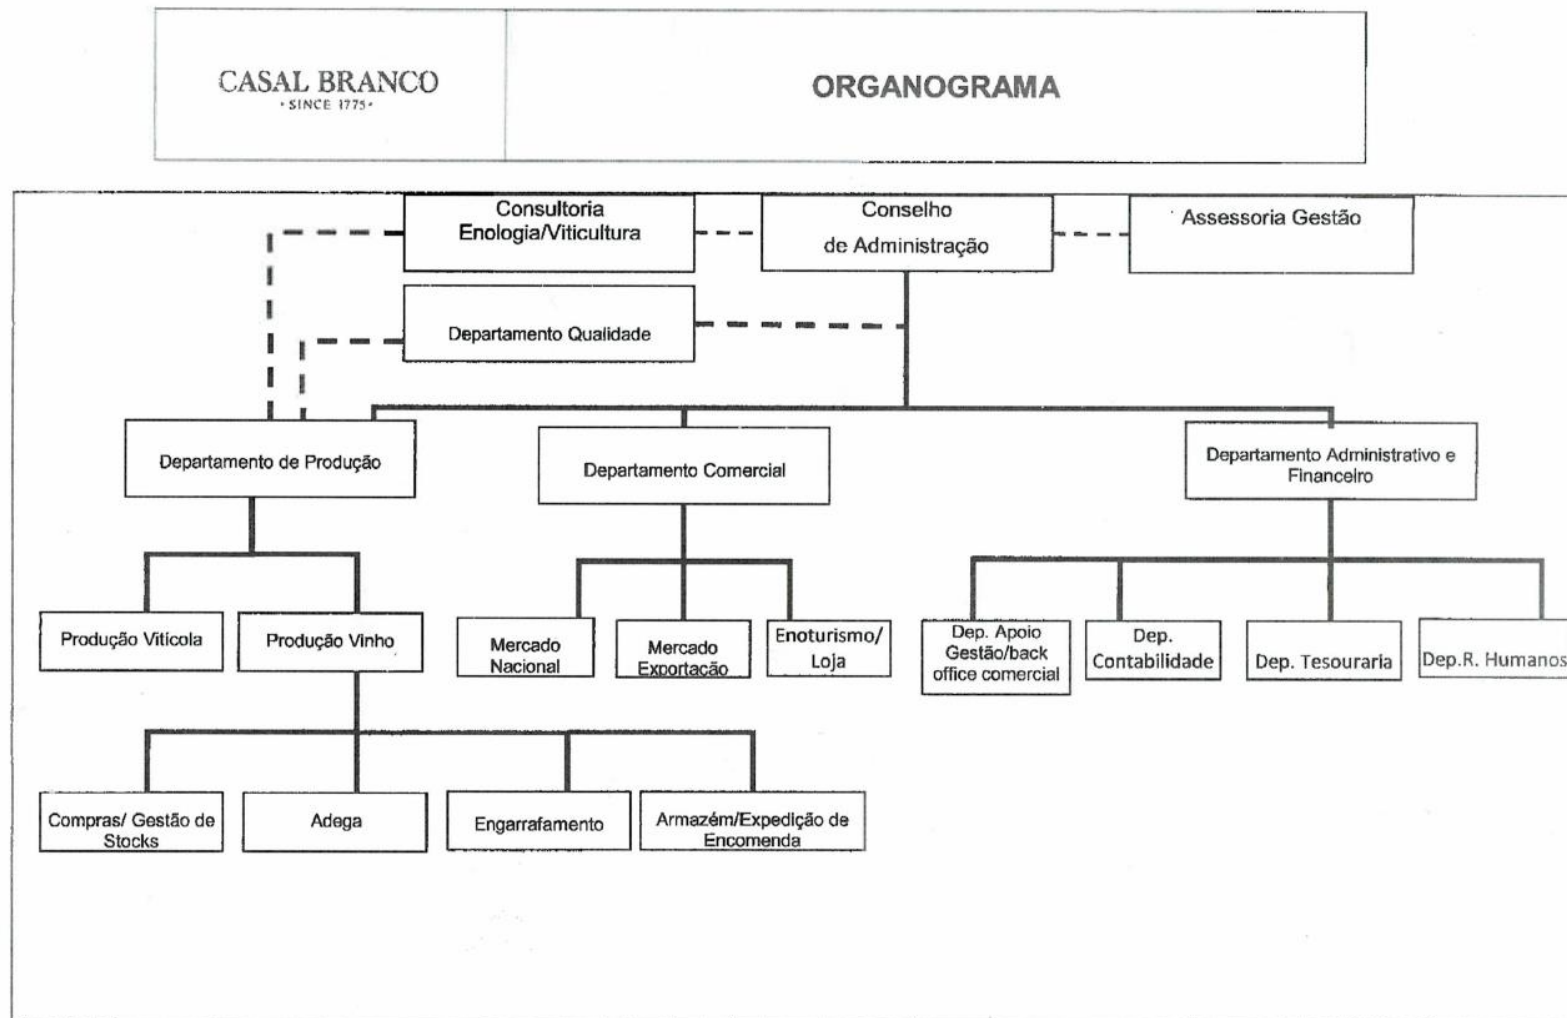 CASAL BRANCO
· SINCE 1775 ·
ORGANOGRAMA
Consultoria
Enologia/Viticultura
Conselho
de Administração
Assessoria Gestão
Departamento Qualidade
Departamento de Produção
Departamento Comercial
Departamento Administrativo e
Financeiro
Produção Vitícola
Produção Vinho
Mercado
Nacional
Mercado
Exportação
Enoturismo/
Loja
Dep. Apoio
Gestão/back
office comercial
Dep.
Contabilidade
Dep. Tesouraria
Dep.R. Humanos
Compras/ Gestão de
Stocks
Adega
Engarrafamento
Armazém/Expedição de
Encomenda